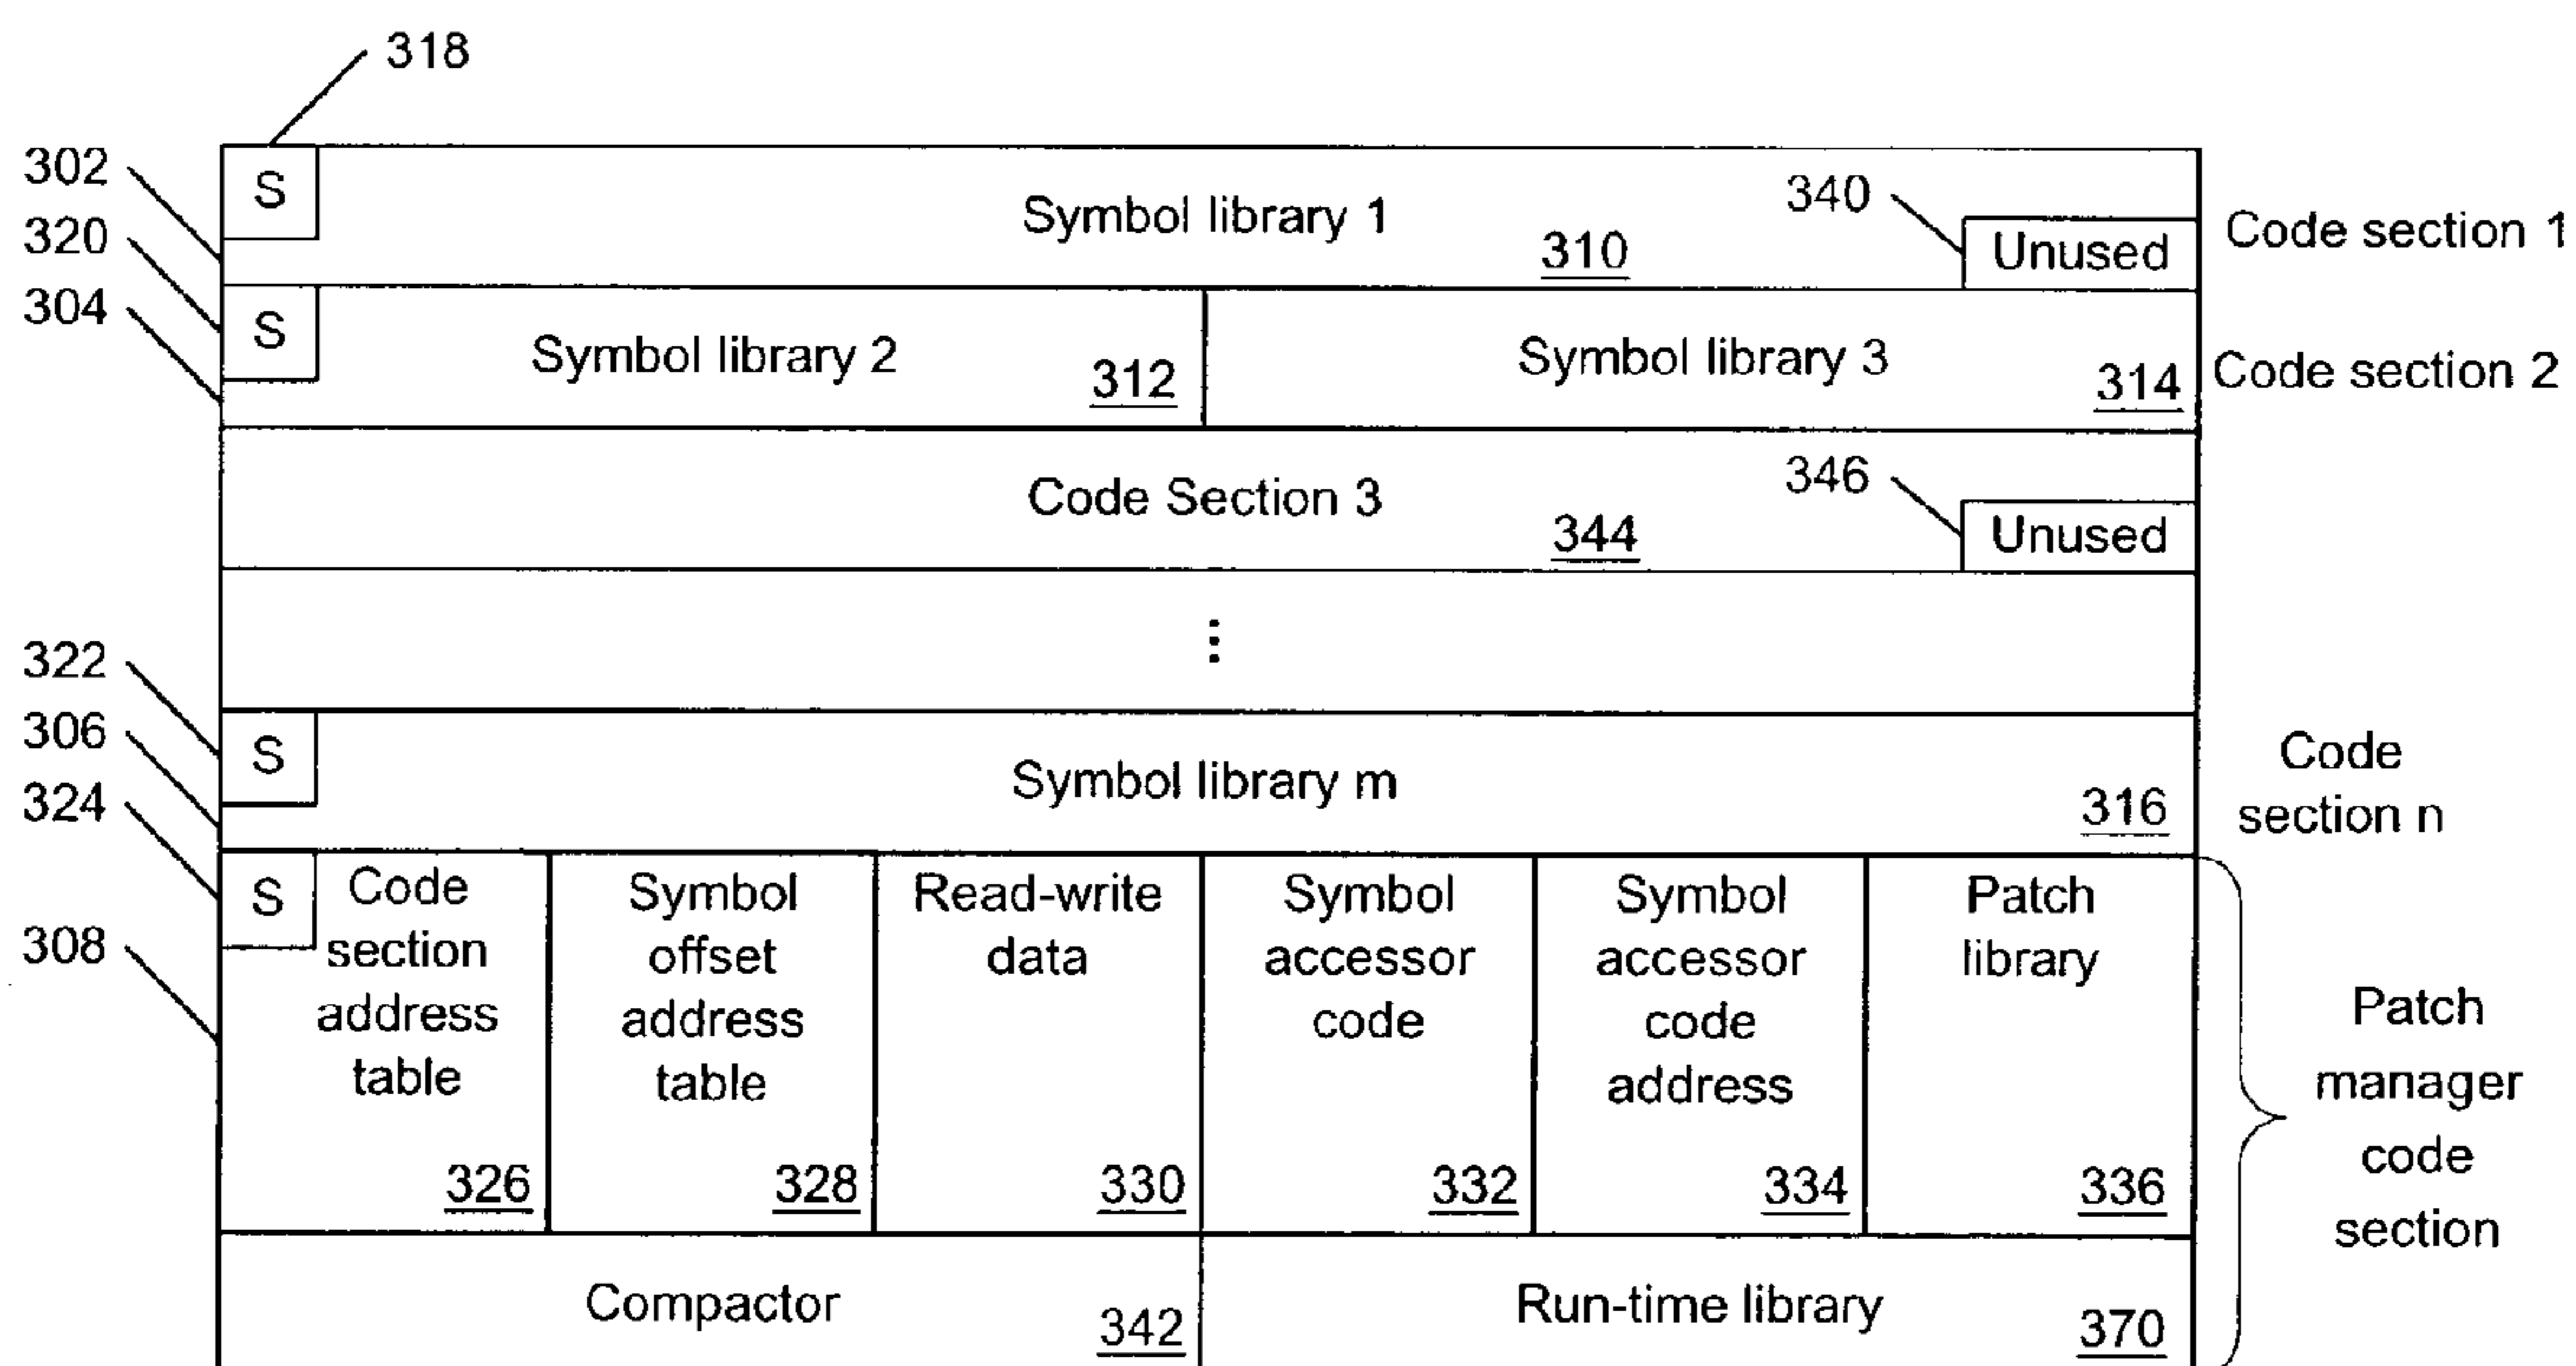 318
302
S
Symbol library 1
310
340
Unused
Code section 1
320
304
S
Symbol library 2
312
Symbol library 3
314
Code section 2
Code Section 3
344
346
Unused
⋮
322
306
S
Symbol library m
316
Code
section n
324
308
S
Code
section
address
table
326
Symbol
offset
address
table
328
Read-write
data
330
Symbol
accessor
code
332
Symbol
accessor
code
address
334
Patch
library
336
Patch
manager
code
section
Compactor
342
Run-time library
370